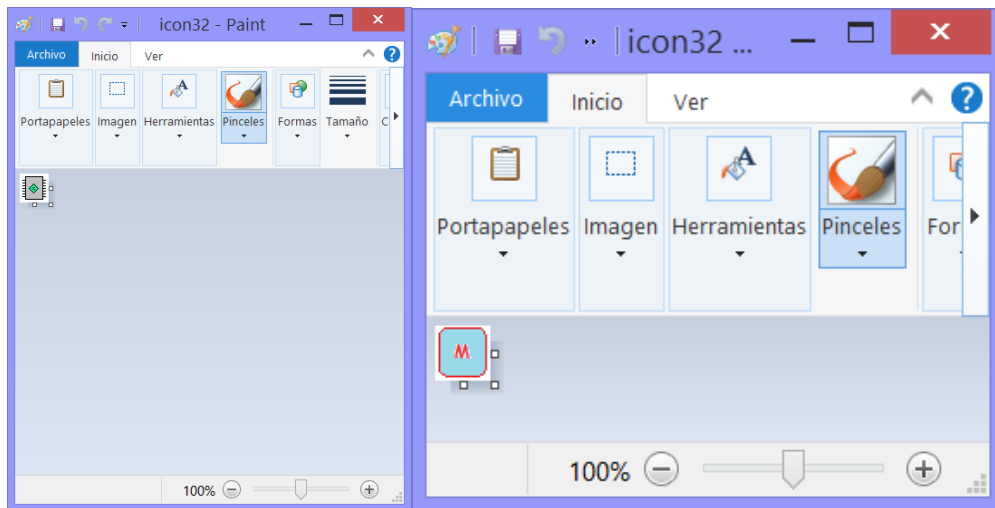 icon32 - Paint
Archivo Inicio Ver
Portapapeles Imagen Herramientas Pinceles Formas Tamaño C
100%
icon32 ...
Archivo Inicio Ver
Portapapeles Imagen Herramientas Pinceles For
M
100%